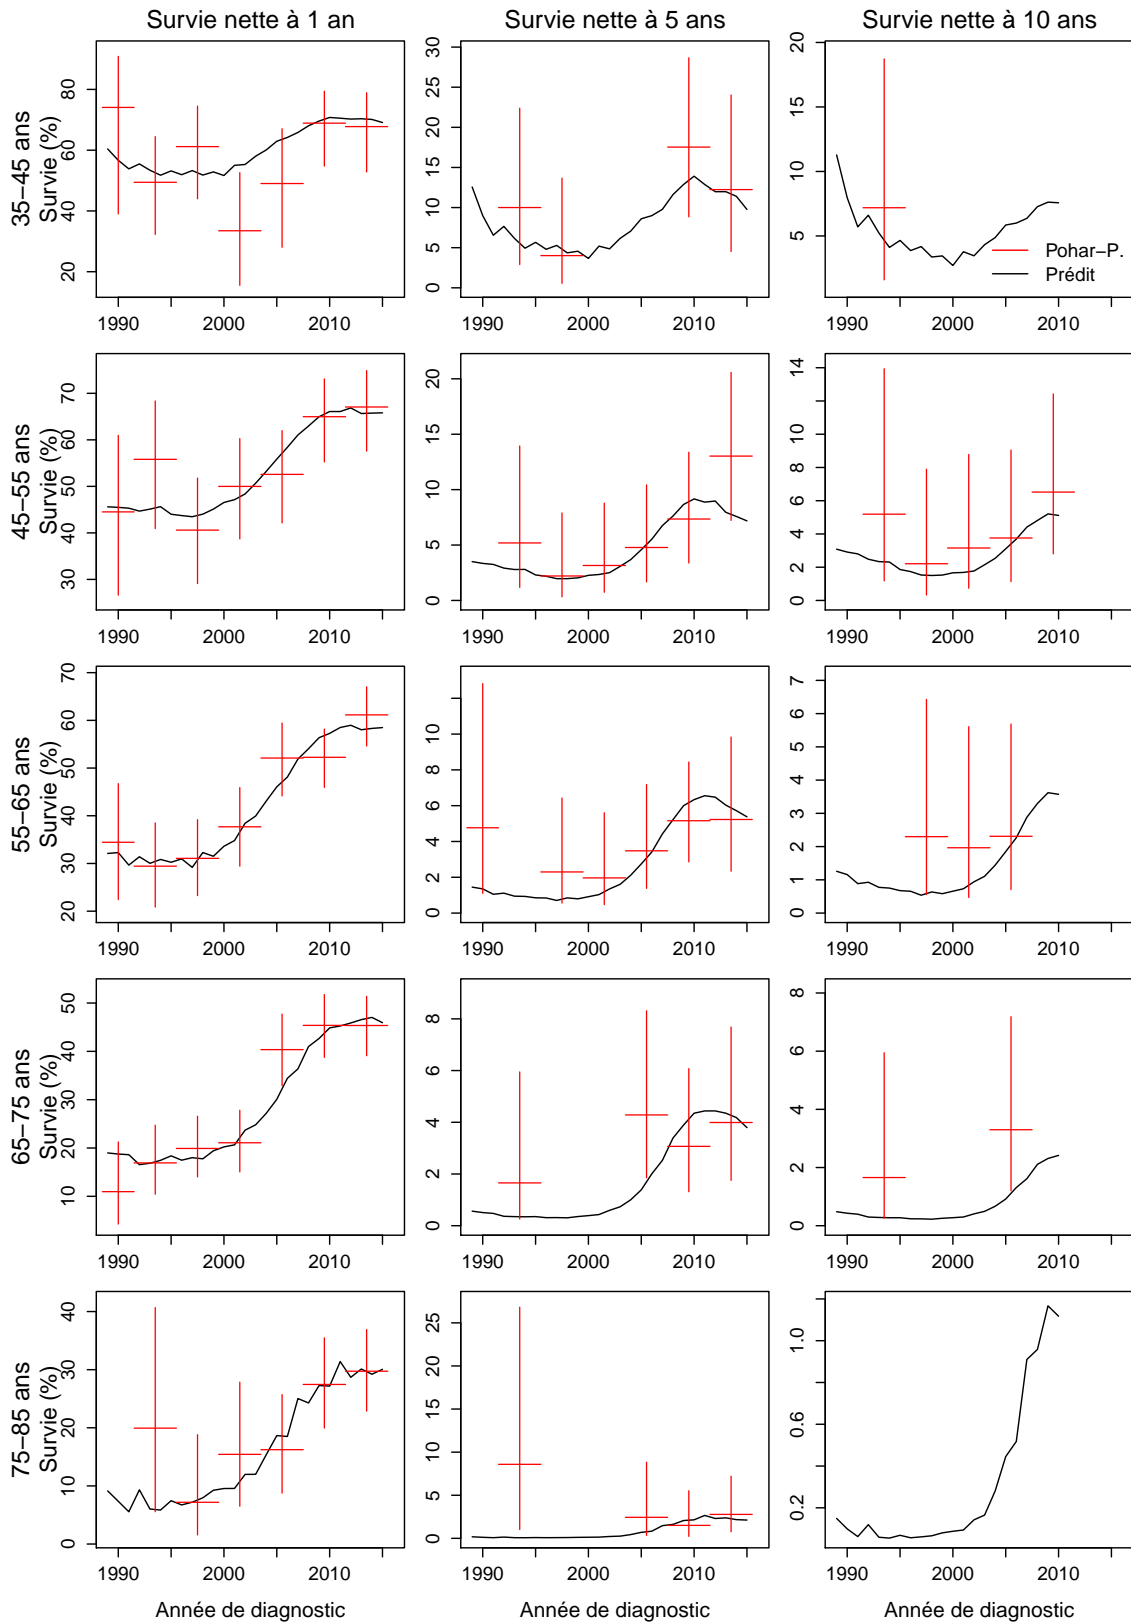 Survie nette à 1 an
Survie nette à 5 ans
Survie nette à 10 ans
35−45 ans
Survie (%)
20 40 60 80
1990 2000 2010
0 5 10 15 20 25 30
1990 2000 2010
5 10 15 20
1990 2000 2010
Pohar−P.
Prédit
45−55 ans
Survie (%)
30 40 50 60 70
1990 2000 2010
0 5 10 15 20
1990 2000 2010
0 2 4 6 8 10 14
1990 2000 2010
55−65 ans
Survie (%)
20 30 40 50 60 70
1990 2000 2010
0 2 4 6 8 10
1990 2000 2010
0 1 2 3 4 5 6 7
1990 2000 2010
65−75 ans
Survie (%)
10 20 30 40 50
1990 2000 2010
0 2 4 6 8
1990 2000 2010
0 2 4 6 8
1990 2000 2010
75−85 ans
Survie (%)
0 10 20 30 40
1990 2000 2010
0 5 10 15 20 25
1990 2000 2010
0.2 0.6 1.0
1990 2000 2010
Année de diagnostic
Année de diagnostic
Année de diagnostic